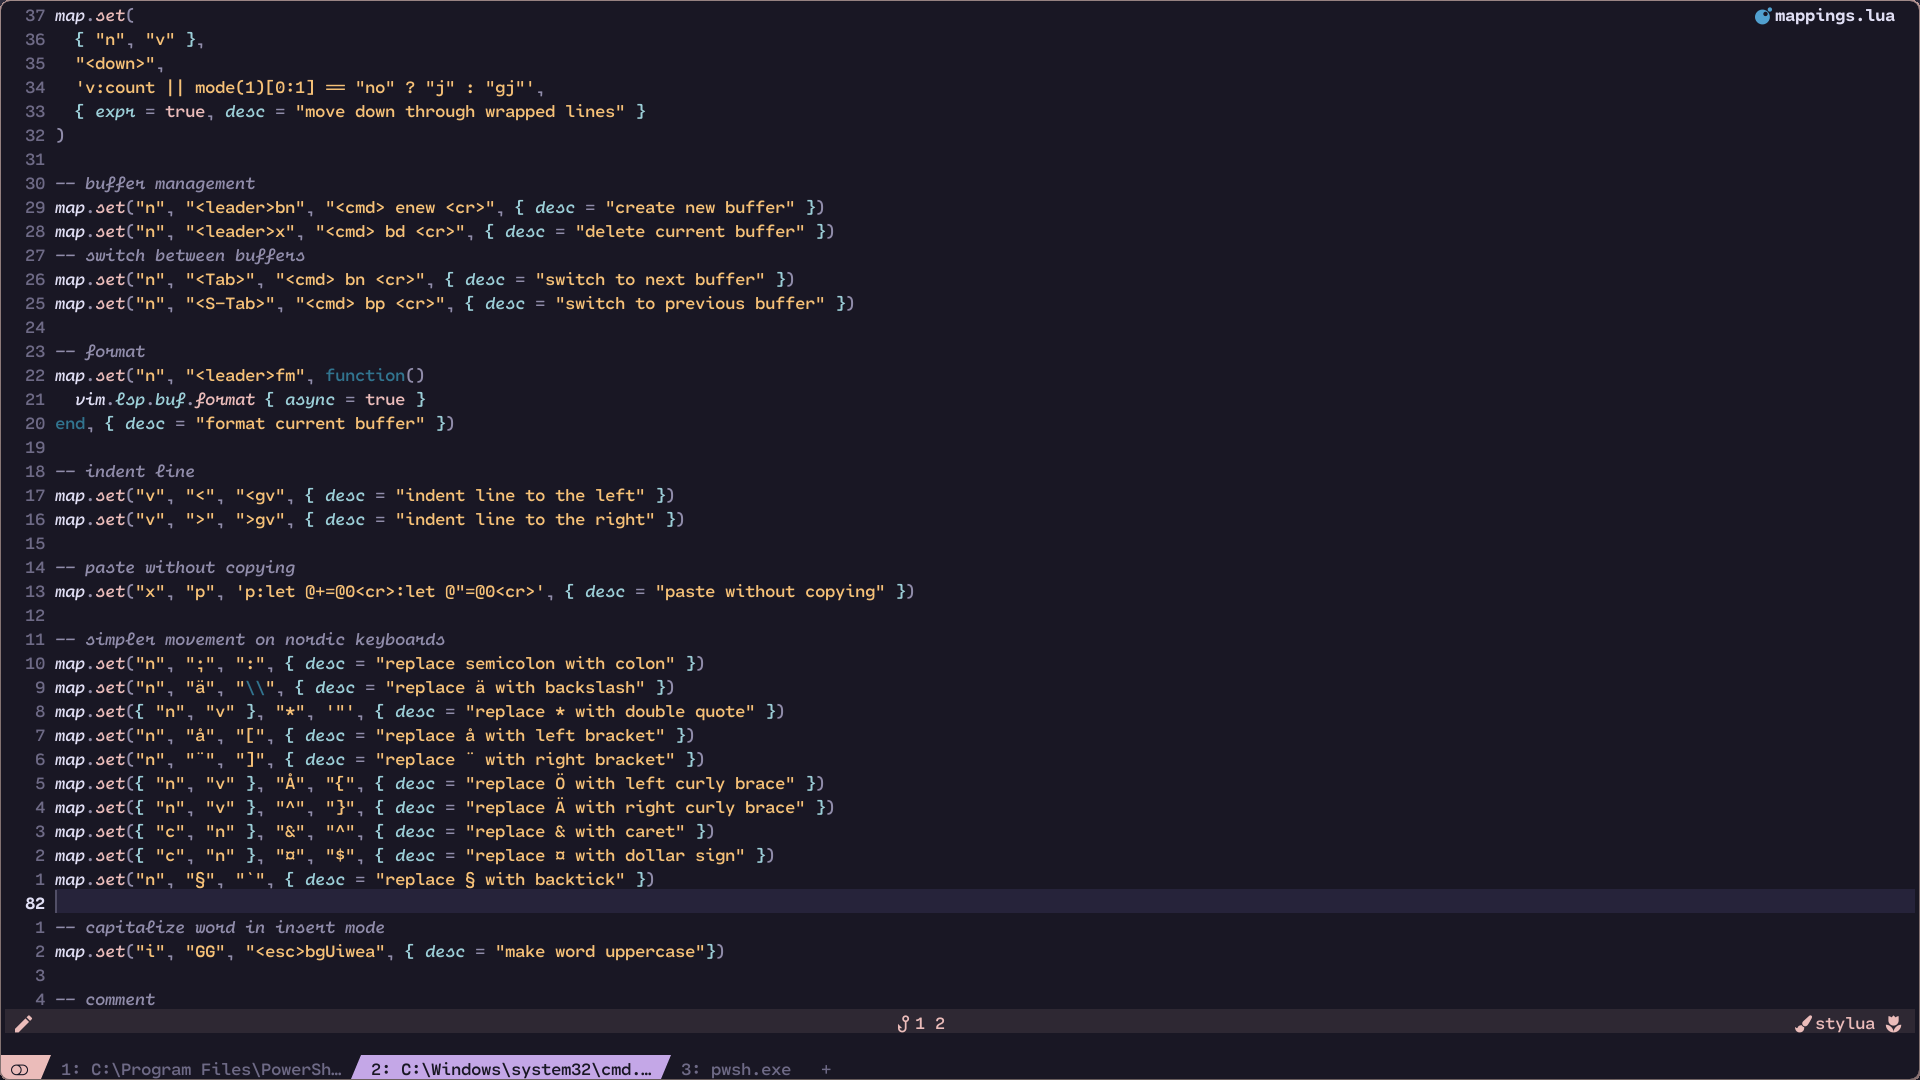 37 map.set( mappings.lua
36   { "n", "v" },
35   "<down>",
34   'v:count || mode(1)[0:1] == "no" ? "j" : "gj"',
33   { expr = true, desc = "move down through wrapped lines" }
32 )
31
30 -- buffer management
29 map.set("n", "<leader>bn", "<cmd> enew <cr>", { desc = "create new buffer" })
28 map.set("n", "<leader>x", "<cmd> bd <cr>", { desc = "delete current buffer" })
27 -- switch between buffers
26 map.set("n", "<Tab>", "<cmd> bn <cr>", { desc = "switch to next buffer" })
25 map.set("n", "<S-Tab>", "<cmd> bp <cr>", { desc = "switch to previous buffer" })
24
23 -- format
22 map.set("n", "<leader>fm", function()
21   vim.lsp.buf.format { async = true }
20 end, { desc = "format current buffer" })
19
18 -- indent line
17 map.set("v", "<", "<gv", { desc = "indent line to the left" })
16 map.set("v", ">", ">gv", { desc = "indent line to the right" })
15
14 -- paste without copying
13 map.set("x", "p", 'p:let @+=@0<cr>:let @"=@0<cr>', { desc = "paste without copying" })
12
11 -- simpler movement on nordic keyboards
10 map.set("n", ";", ":", { desc = "replace semicolon with colon" })
9 map.set("n", "ä", "\\", { desc = "replace ä with backslash" })
8 map.set({ "n", "v" }, "*", '"', { desc = "replace * with double quote" })
7 map.set("n", "å", "[", { desc = "replace å with left bracket" })
6 map.set("n", "¨", "]", { desc = "replace ¨ with right bracket" })
5 map.set({ "n", "v" }, "Å", "{", { desc = "replace Ö with left curly brace" })
4 map.set({ "n", "v" }, "^", "}", { desc = "replace Ä with right curly brace" })
3 map.set({ "c", "n" }, "&", "^", { desc = "replace & with caret" })
2 map.set({ "c", "n" }, "¤", "$", { desc = "replace ¤ with dollar sign" })
1 map.set("n", "§", "`", { desc = "replace § with backtick" })
82
1 -- capitalize word in insert mode
2 map.set("i", "GG", "<esc>bgUiwea", { desc = "make word uppercase"})
3
4 -- comment
1 2 stylua
1: C:\Program Files\PowerSh… 2: C:\Windows\system32\cmd.… 3: pwsh.exe +